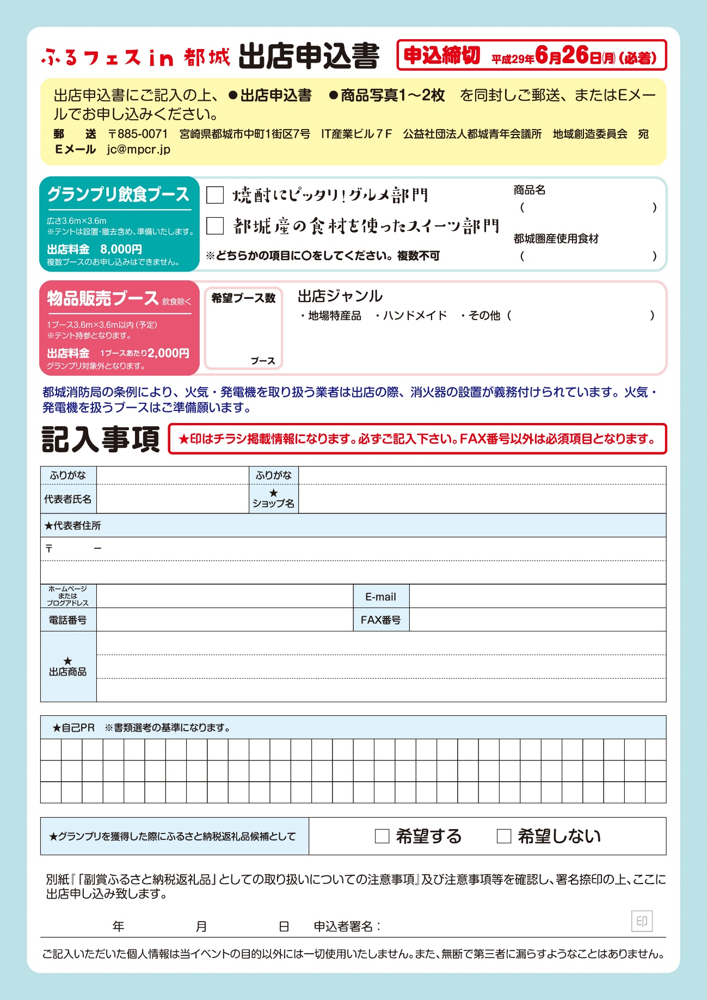 ふるフェスin 都城 出店申込書
申込締切 平成29年6月26日(月)(必着)
出店申込書にご記入の上、●出店申込書　●商品写真1〜2枚　を同封しご郵送、またはEメー
ルでお申し込みください。
郵　送　〒885-0071　宮崎県都城市中町1街区7号　IT産業ビル７F　公益社団法人都城青年会議所　地域創造委員会　宛
Ｅメール　jc@mpcr.jp
グランプリ飲食ブース
広さ3.6m×3.6m
※テントは設置・撤去含め、準備いたします。
出店料金　8,000円
複数ブースのお申し込みはできません。
□ 焼酎にピッタリ！グルメ部門
□ 都城産の食材を使ったスイーツ部門
※どちらかの項目に〇をしてください。複数不可
商品名
（　　　　　　　　　　　　）
都城圏産使用食材
（　　　　　　　　　　　　）
物品販売ブース 飲食除く
1ブース3.6m×3.6m以内（予定）
※テント持参となります。
出店料金　1ブースあたり2,000円
グランプリ対象外となります。
希望ブース数
ブース
出店ジャンル
・地場特産品　・ハンドメイド　・その他（　　　　　　　　　　　　　）
都城消防局の条例により、火気・発電機を取り扱う業者は出店の際、消火器の設置が義務付けられています。火気・
発電機を扱うブースはご準備願います。
記入事項
★印はチラシ掲載情報になります。必ずご記入下さい。FAX番号以外は必須項目となります。
ふりがな
ふりがな
代表者氏名
★
ショップ名
★代表者住所
〒　　　－
ホームページ
または
ブログアドレス
E-mail
電話番号
FAX番号
★
出店商品
★自己PR　※書類選考の基準になります。
★グランプリを獲得した際にふるさと納税返礼品候補として
□ 希望する　　□ 希望しない
別紙『「副賞ふるさと納税返礼品」としての取り扱いについての注意事項』及び注意事項等を確認し、署名捺印の上、ここに
出店申し込み致します。
年　　　　　　月　　　　　　日　　申込者署名：
印
ご記入いただいた個人情報は当イベントの目的以外には一切使用いたしません。また、無断で第三者に漏らすようなことはありません。